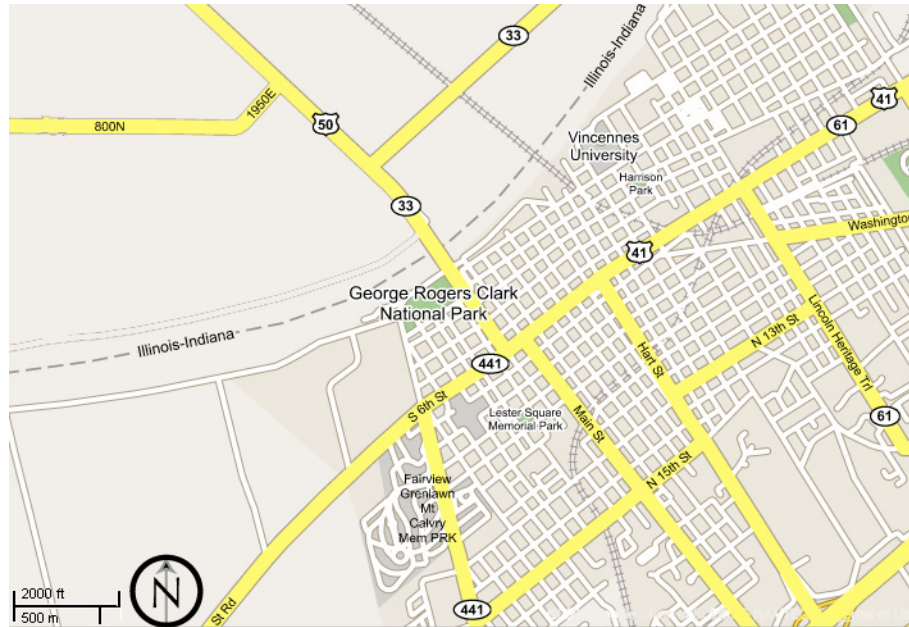 33
Illinois-Indiana
41
1950E
50
800N
61
Vincennes
University
Harrison
Park
33
Washington
41
George Rogers Clark
National Park
Illinois-Indiana
N 13th St
Lincoln Heritage Trl
Hart St
441
S 6th St
Lester Square
Memorial Park
Main St
61
N 15th St
Fairview
Grenlawn
Mt
Calvry
Mem PRK
2000 ft
500 m
N
St Rd
441